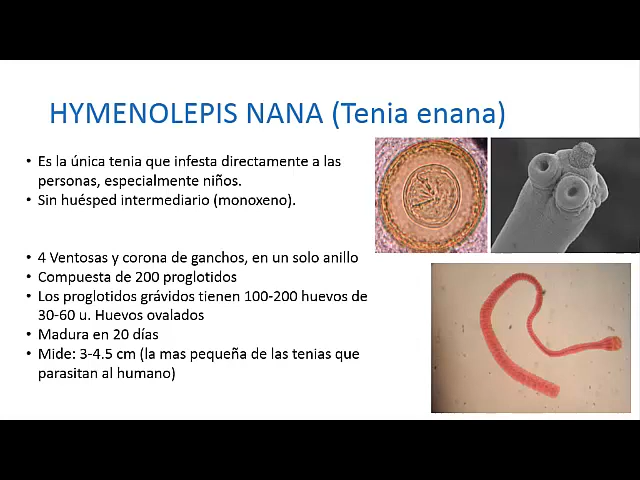 HYMENOLEPIS NANA (Tenia enana)
• Es la única tenia que infesta directamente a las
personas, especialmente niños.
• Sin huésped intermediario (monoxeno).
• 4 Ventosas y corona de ganchos, en un solo anillo
• Compuesta de 200 proglotidos
• Los proglotidos grávidos tienen 100-200 huevos de
30-60 u. Huevos ovalados
• Madura en 20 días
• Mide: 3-4.5 cm (la mas pequeña de las tenias que
parasitan al humano)